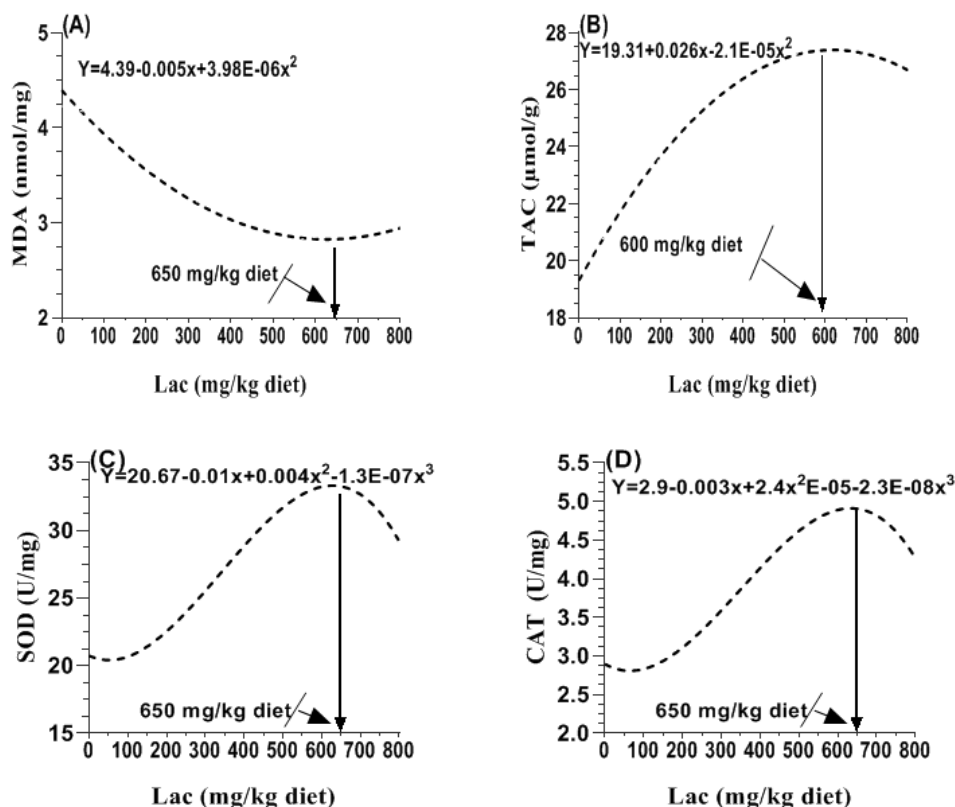 (A)
Y=4.39-0.005x+3.98E-06x²
MDA (nmol/mg)
5
4
3
2
650 mg/kg diet
0 100 200 300 400 500 600 700 800
Lac (mg/kg diet)
(B)
Y=19.31+0.026x-2.1E-05x²
TAC (µmol/g)
28
26
24
22
20
18
600 mg/kg diet
0 100 200 300 400 500 600 700 800
Lac (mg/kg diet)
(C)
Y=20.67-0.01x+0.004x²-1.3E-07x³
SOD (U/mg)
35
30
25
20
15
650 mg/kg diet
0 100 200 300 400 500 600 700 800
Lac (mg/kg diet)
(D)
Y=2.9-0.003x+2.4x²E-05-2.3E-08x³
CAT (U/mg)
5.5
5.0
4.5
4.0
3.5
3.0
2.5
2.0
650 mg/kg diet
0 100 200 300 400 500 600 700 800
Lac (mg/kg diet)